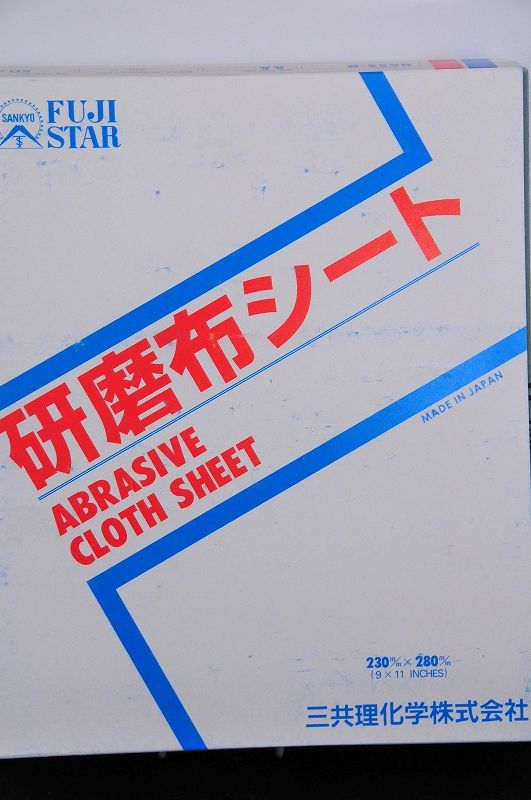 SANKYO
FUJI
STAR
研磨布シート
MADE IN JAPAN
ABRASIVE
CLOTH SHEET
230m/m × 280m/m
(9 × 11 INCHES)
三共理化学株式会社